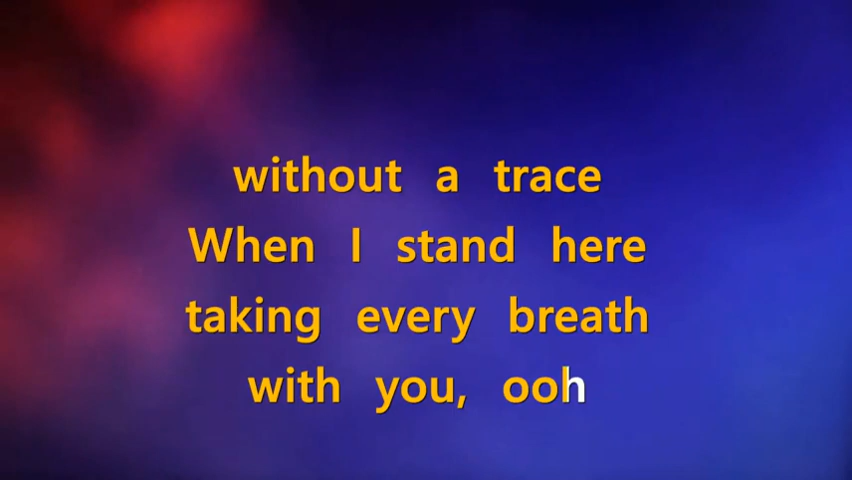 without a trace
When I stand here
taking every breath
with you, ooh